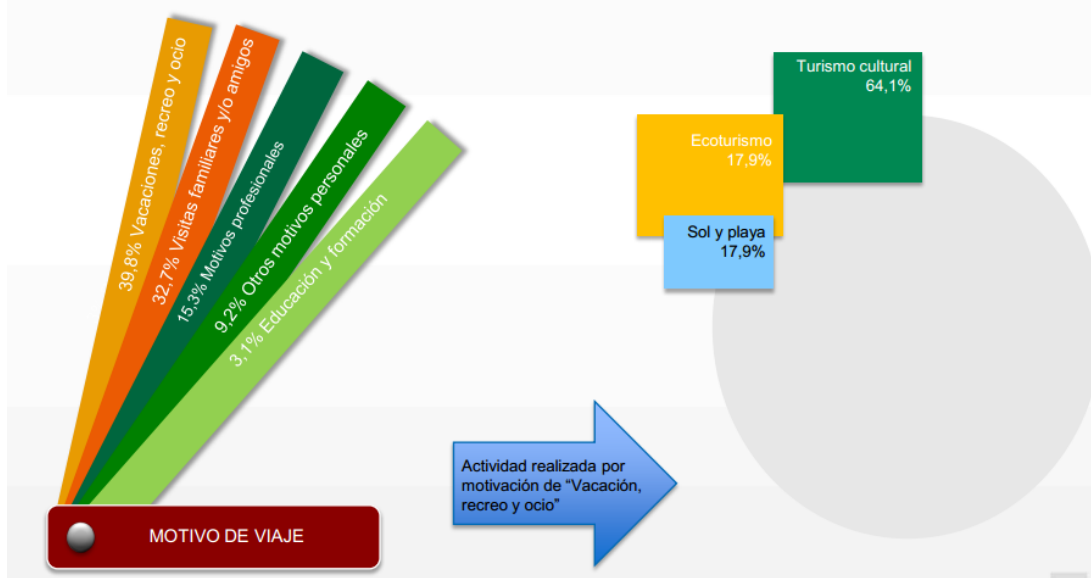 39,8% Vacaciones, recreo y ocio
32,7% Visitas familiares y/o amigos
15,3% Motivos profesionales
9,2% Otros motivos personales
3,1% Educación y formación
MOTIVO DE VIAJE
Actividad realizada por
motivación de “Vacación,
recreo y ocio”
Turismo cultural
64,1%
Ecoturismo
17,9%
Sol y playa
17,9%